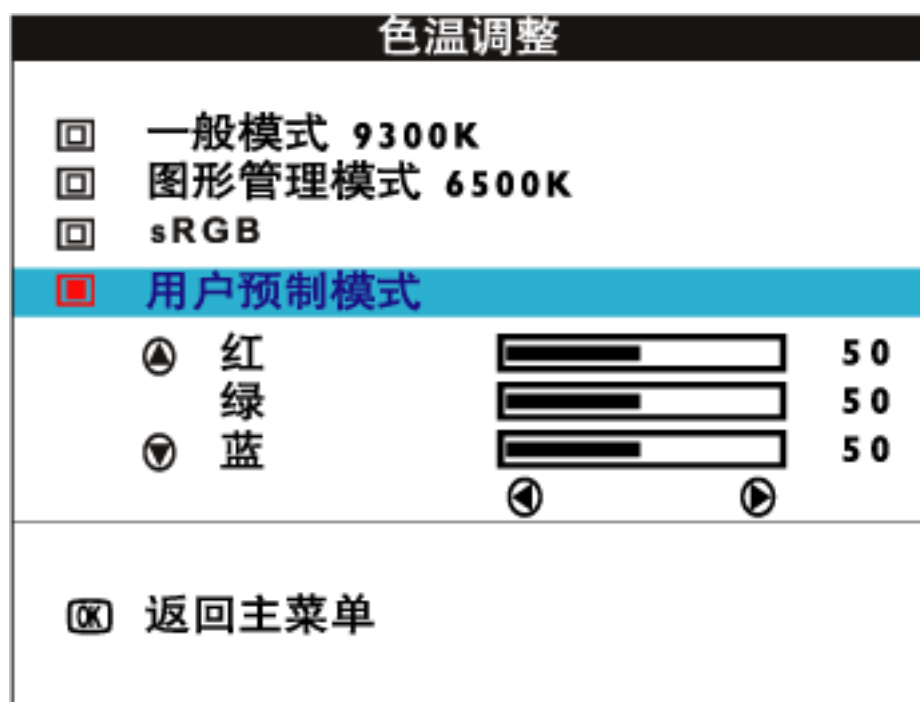 色温调整
一般模式 9300K
图形管理模式 6500K
sRGB
用户预制模式
红 50
绿 50
蓝 50
OK 返回主菜单